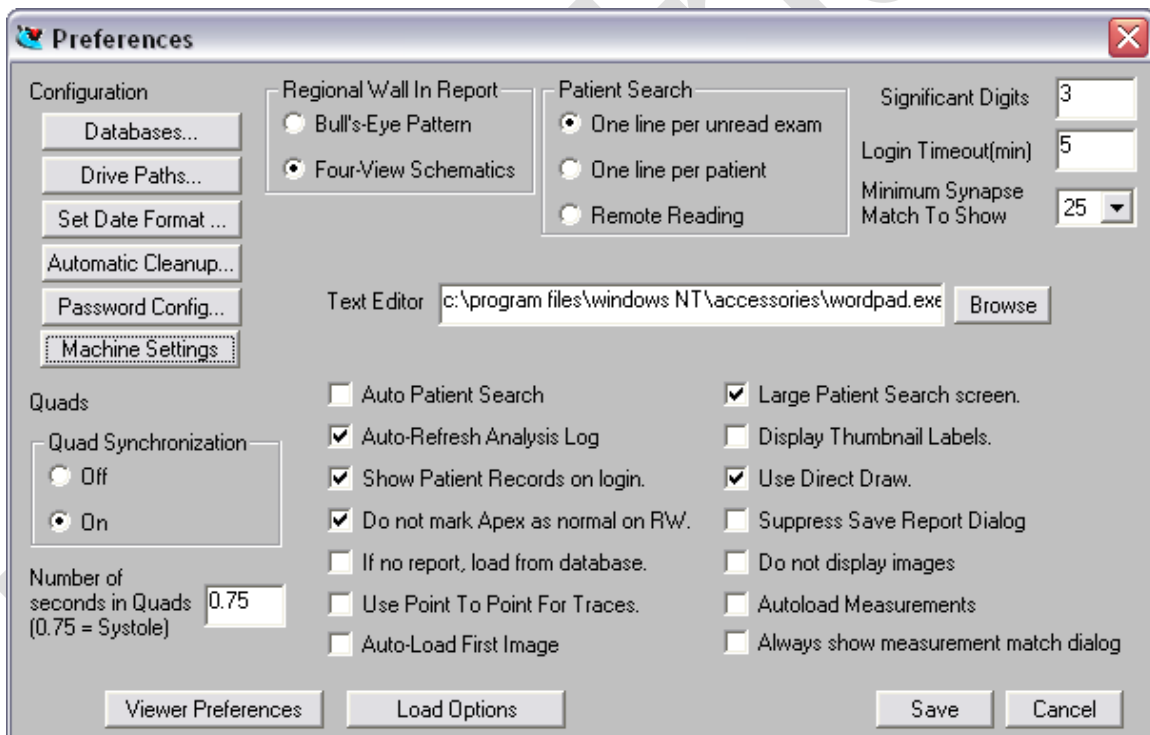 Preferences
Configuration
Databases...
Drive Paths...
Set Date Format ...
Automatic Cleanup...
Password Config...
Machine Settings
Regional Wall In Report
Bull's-Eye Pattern
Four-View Schematics
Patient Search
One line per unread exam
One line per patient
Remote Reading
Significant Digits 3
Login Timeout(min) 5
Minimum Synapse
Match To Show 25
Text Editor c:\program files\windows NT\accessories\wordpad.exe Browse
Quads
Quad Synchronization
Off
On
Number of
seconds in Quads 0.75
(0.75 = Systole)
Auto Patient Search
Auto-Refresh Analysis Log
Show Patient Records on login.
Do not mark Apex as normal on RW.
If no report, load from database.
Use Point To Point For Traces.
Auto-Load First Image
Large Patient Search screen.
Display Thumbnail Labels.
Use Direct Draw.
Suppress Save Report Dialog
Do not display images
Autoload Measurements
Always show measurement match dialog
Viewer Preferences Load Options Save Cancel